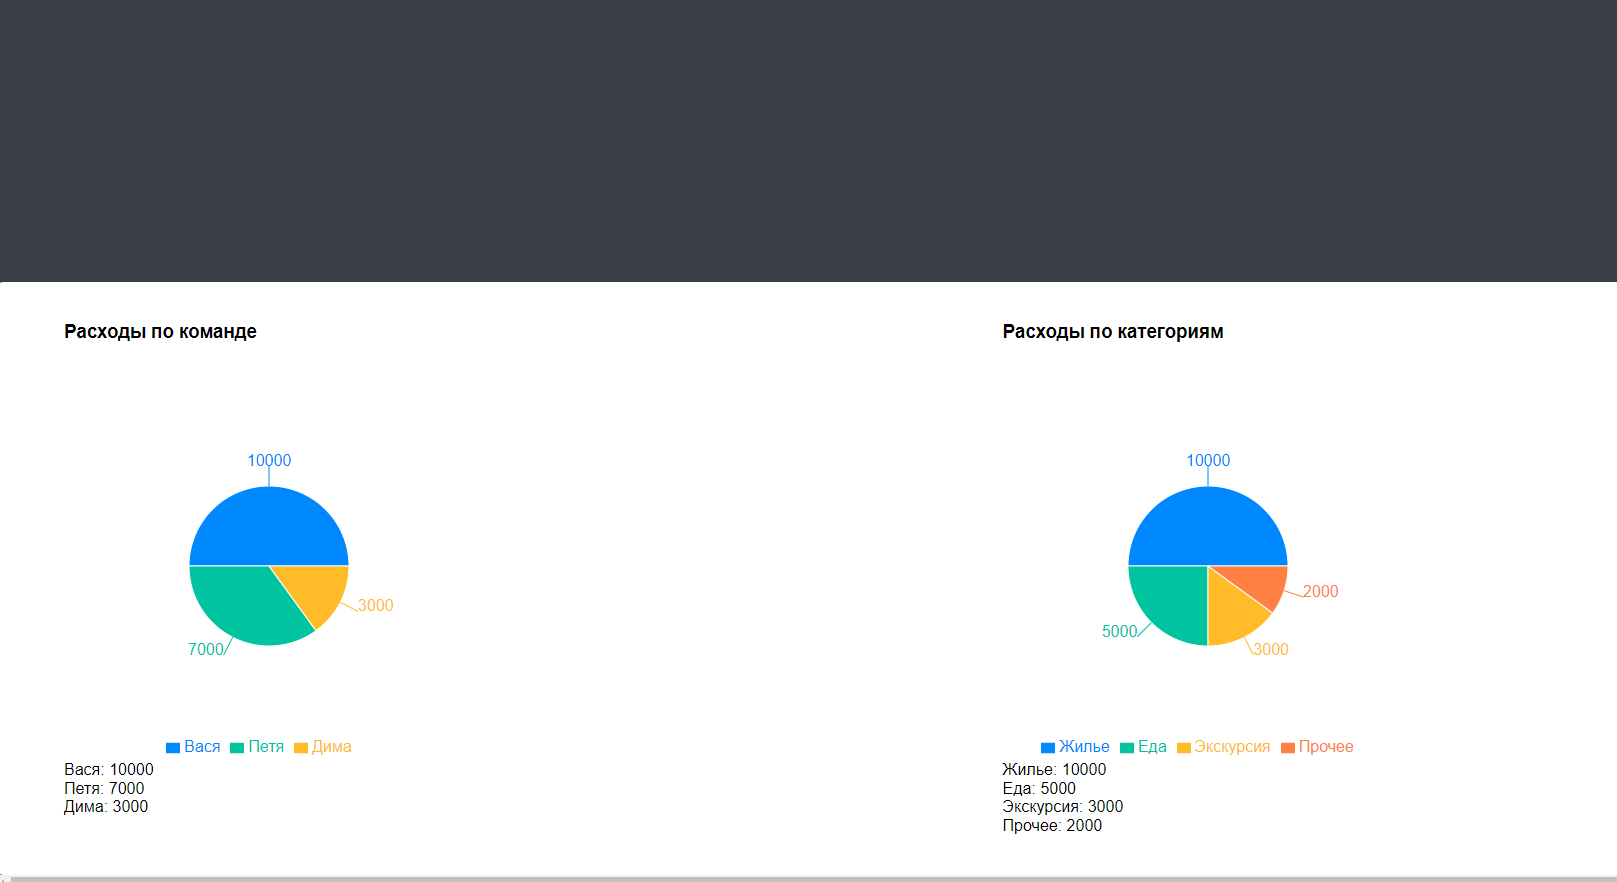 Расходы по команде
10000
3000
7000
Вася Петя Дима
Вася: 10000
Петя: 7000
Дима: 3000
Расходы по категориям
10000
2000
5000
3000
Жилье Еда Экскурсия Прочее
Жилье: 10000
Еда: 5000
Экскурсия: 3000
Прочее: 2000